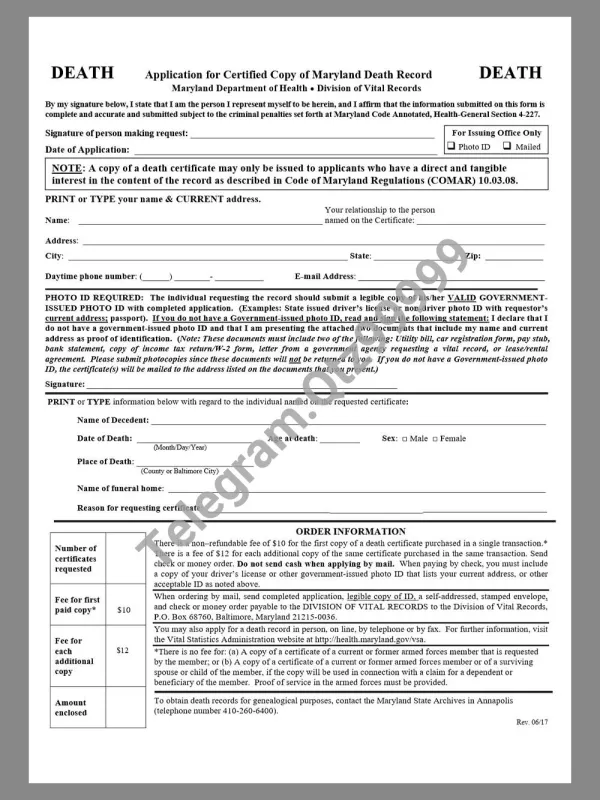 DEATH Application for Certified Copy of Maryland Death Record DEATH
Maryland Department of Health • Division of Vital Records
By my signature below, I state that I am the person I represent myself to be herein, and I affirm that the information submitted on this form is
complete and accurate and submitted subject to the criminal penalties set forth at Maryland Code Annotated, Health-General Section 4-227.
Signature of person making request:
Date of Application:
For Issuing Office Only
❑ Photo ID ❑ Mailed
NOTE: A copy of a death certificate may only be issued to applicants who have a direct and tangible
interest in the content of the record as described in Code of Maryland Regulations (COMAR) 10.03.08.
PRINT or TYPE your name & CURRENT address.
Your relationship to the person
Name: named on the Certificate:
Address:
City: State: Zip:
Daytime phone number: (______) ________-__________ E-mail Address:
PHOTO ID REQUIRED: The individual requesting the record should submit a legible copy of his/her VALID GOVERNMENT-
ISSUED PHOTO ID with completed application. (Examples: State issued driver's license or non-driver photo ID with requestor's
current address; passport). If you do not have a Government-issued photo ID, read and sign the following statement: I declare that I
do not have a government-issued photo ID and that I am presenting the attached two documents that include my name and current
address as proof of identification. (Note: These documents must include two of the following: Utility bill, car registration form, pay stub,
bank statement, copy of income tax return/W-2 form, letter from a government agency requesting a vital record, or lease/rental
agreement. Please submit photocopies since these documents will not be returned to you. If you do not have a Government-issued photo
ID, the certificate(s) will be mailed to the address listed on the documents that you present.)
Signature:
PRINT or TYPE information below with regard to the individual named on the requested certificate:
Name of Decedent:
Date of Death: Age at death: Sex: □ Male □ Female
(Month/Day/Year)
Place of Death:
(County or Baltimore City)
Name of funeral home:
Reason for requesting certificate:
Telegram.Qtz99999
ORDER INFORMATION
Number of
certificates
requested
There is a non–refundable fee of $10 for the first copy of a death certificate purchased in a single transaction.*
There is a fee of $12 for each additional copy of the same certificate purchased in the same transaction. Send
check or money order. Do not send cash when applying by mail. When paying by check, you must include
a copy of your driver's license or other government-issued photo ID that lists your current address, or other
acceptable ID as noted above.
Fee for first
paid copy* $10
When ordering by mail, send completed application, legible copy of ID, a self-addressed, stamped envelope,
and check or money order payable to the DIVISION OF VITAL RECORDS to the Division of Vital Records,
P.O. Box 68760, Baltimore, Maryland 21215-0036.
Fee for
each
additional
copy
$12
You may also apply for a death record in person, on line, by telephone or by fax. For further information, visit
the Vital Statistics Administration website at http://health.maryland.gov/vsa.
*There is no fee for: (a) A copy of a certificate of a current or former armed forces member that is requested
by the member; or (b) A copy of a certificate of a current or former armed forces member or of a surviving
spouse or child of the member, if the copy will be used in connection with a claim for a dependent or
beneficiary of the member. Proof of service in the armed forces must be provided.
Amount
enclosed
To obtain death records for genealogical purposes, contact the Maryland State Archives in Annapolis
(telephone number 410-260-6400).
Rev. 06/17